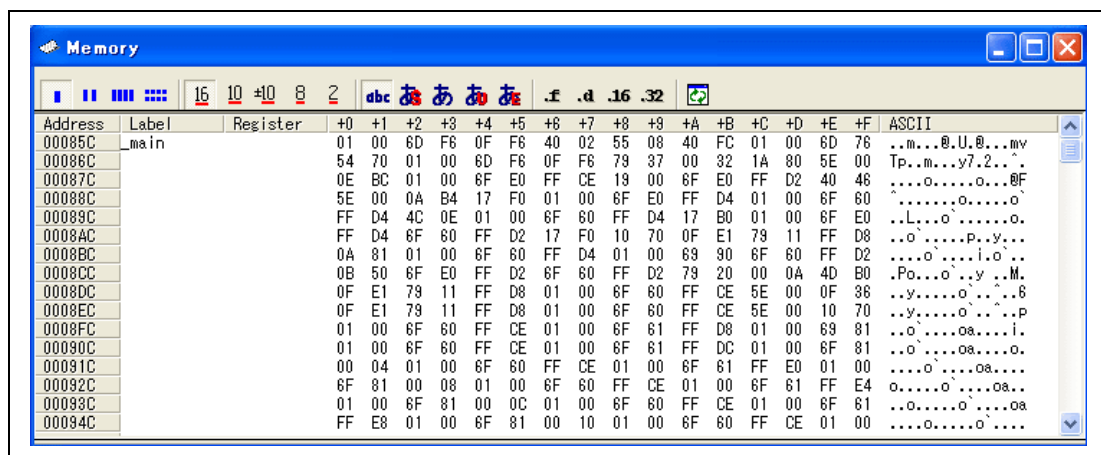 Memory
16 10 ±10 8 2 abc あS あ あU あE .f .d .16 .32
Address Label Register +0 +1 +2 +3 +4 +5 +6 +7 +8 +9 +A +B +C +D +E +F ASCII
00085C _main 01 00 6D F6 0F F6 40 02 55 08 40 FC 01 00 6D 76 ..m...@.U.@...mv
00086C 54 70 01 00 6D F6 0F F6 79 37 00 32 1A 80 5E 00 Tp..m...y7.2..^.
00087C 0E BC 01 00 6F E0 FF CE 19 00 6F E0 FF D2 40 46 ....o.....o...@F
00088C 5E 00 0A B4 17 F0 01 00 6F E0 FF D4 01 00 6F 60 ^.......o.....o`
00089C FF D4 4C 0E 01 00 6F 60 FF D4 17 B0 01 00 6F E0 ..L...o`......o.
0008AC FF D4 6F 60 FF D2 17 F0 10 70 0F E1 79 11 FF D8 ..o`.....p..y...
0008BC 0A 81 01 00 6F 60 FF D4 01 00 69 90 6F 60 FF D2 ....o`....i.o`..
0008CC 0B 50 6F E0 FF D2 6F 60 FF D2 79 20 00 0A 4D B0 .Po...o`..y ..M.
0008DC 0F E1 79 11 FF D8 01 00 6F 60 FF CE 5E 00 0F 36 ..y.....o`..^..6
0008EC 0F E1 79 11 FF D8 01 00 6F 60 FF CE 5E 00 10 70 ..y.....o`..^..p
0008FC 01 00 6F 60 FF CE 01 00 6F 61 FF D8 01 00 69 81 ..o`....oa....i.
00090C 01 00 6F 60 FF CE 01 00 6F 61 FF DC 01 00 6F 81 ..o`....oa....o.
00091C 00 04 01 00 6F 60 FF CE 01 00 6F 61 FF E0 01 00 ....o`....oa....
00092C 6F 81 00 08 01 00 6F 60 FF CE 01 00 6F 61 FF E4 o.....o`....oa..
00093C 01 00 6F 81 00 0C 01 00 6F 60 FF CE 01 00 6F 61 ..o.....o`....oa
00094C FF E8 01 00 6F 81 00 10 01 00 6F 60 FF CE 01 00 ....o.....o`....